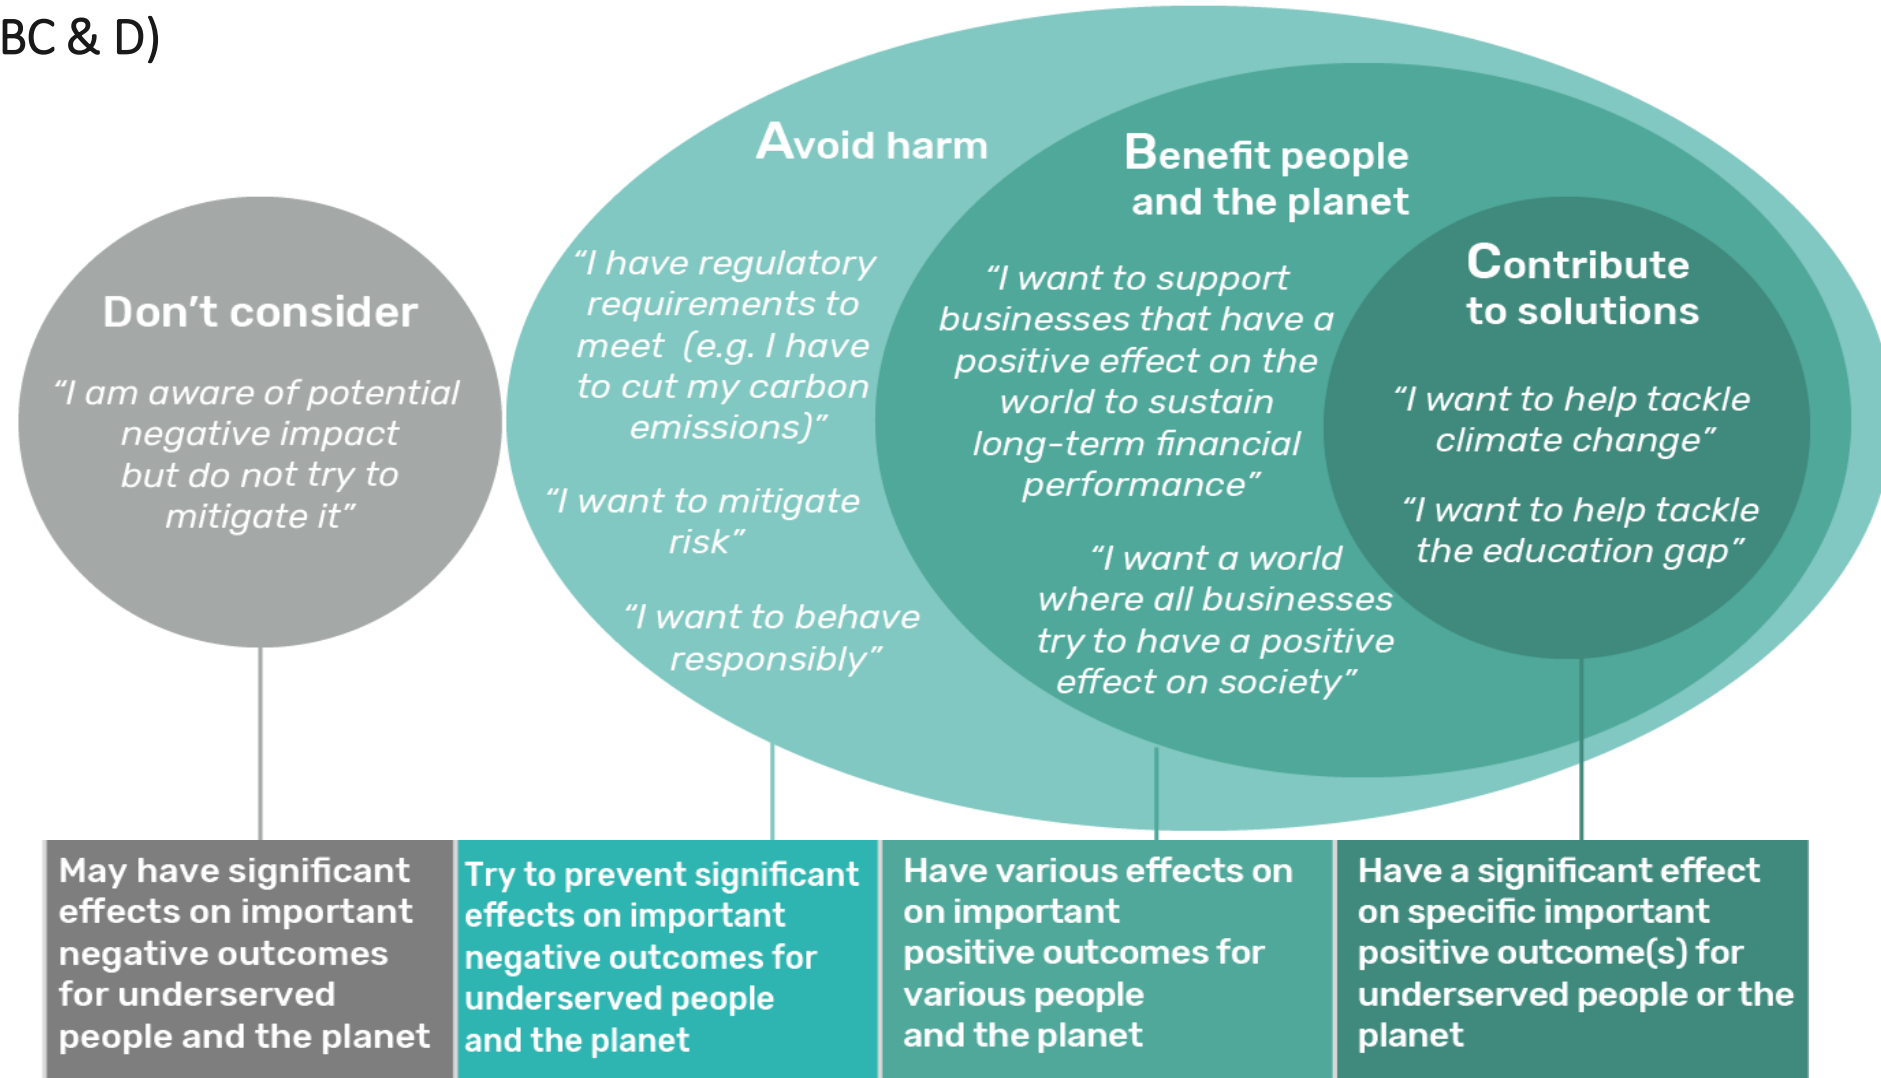 BC & D)
Don’t consider
“I am aware of potential
negative impact
but do not try to
mitigate it”
Avoid harm
“I have regulatory
requirements to
meet (e.g. I have
to cut my carbon
emissions)”
“I want to mitigate
risk”
“I want to behave
responsibly”
Benefit people
and the planet
“I want to support
businesses that have a
positive effect on the
world to sustain
long-term financial
performance”
“I want a world
where all businesses
try to have a positive
effect on society”
Contribute
to solutions
“I want to help tackle
climate change”
“I want to help tackle
the education gap”
May have significant
effects on important
negative outcomes
for underserved
people and the planet
Try to prevent significant
effects on important
negative outcomes for
underserved people
and the planet
Have various effects on
on important
positive outcomes for
various people
and the planet
Have a significant effect
on specific important
positive outcome(s) for
underserved people or the
planet